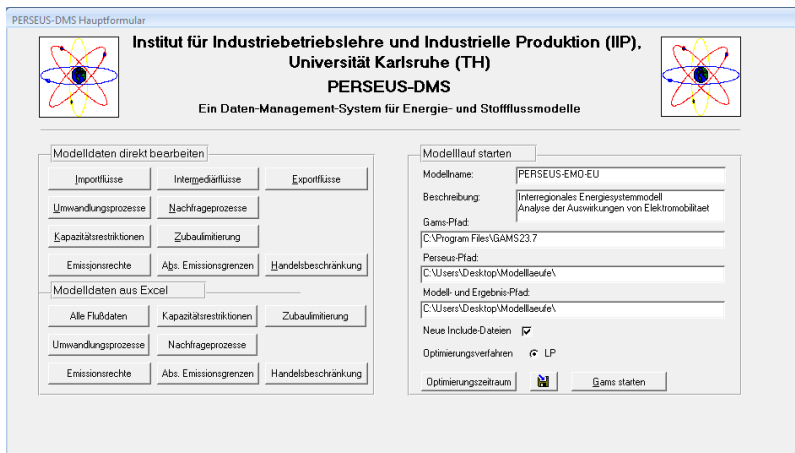 PERSEUS-DMS Hauptformular
Institut für Industriebetriebslehre und Industrielle Produktion (IIP),
Universität Karlsruhe (TH)
PERSEUS-DMS
Ein Daten-Management-System für Energie- und Stoffflussmodelle
Modelldaten direkt bearbeiten
Importflüsse
Intermediärflüsse
Exportflüsse
Umwandlungsprozesse
Nachfrageprozesse
Kapazitätsrestriktionen
Zubaulimitierung
Emissionsrechte
Abs. Emissionsgrenzen
Handelsbeschränkung
Modelldaten aus Excel
Alle Flußdaten
Kapazitätsrestriktionen
Zubaulimitierung
Umwandlungsprozesse
Nachfrageprozesse
Emissionsrechte
Abs. Emissionsgrenzen
Handelsbeschränkung
Modelllauf starten
Modellname:
PERSEUS-EMO-EU
Beschreibung:
Interregionales Energiesystemmodell
Analyse der Auswirkungen von Elektromobilitaet
Gams-Pfad:
C:\Program Files\GAMS23.7
Perseus-Pfad:
C:\Users\Desktop\Modelllaeufe\
Modell- und Ergebnis-Pfad:
C:\Users\Desktop\Modelllaeufe\
Neue Include-Dateien
Optimierungsverfahren
LP
Optimierungszeitraum
Gams starten